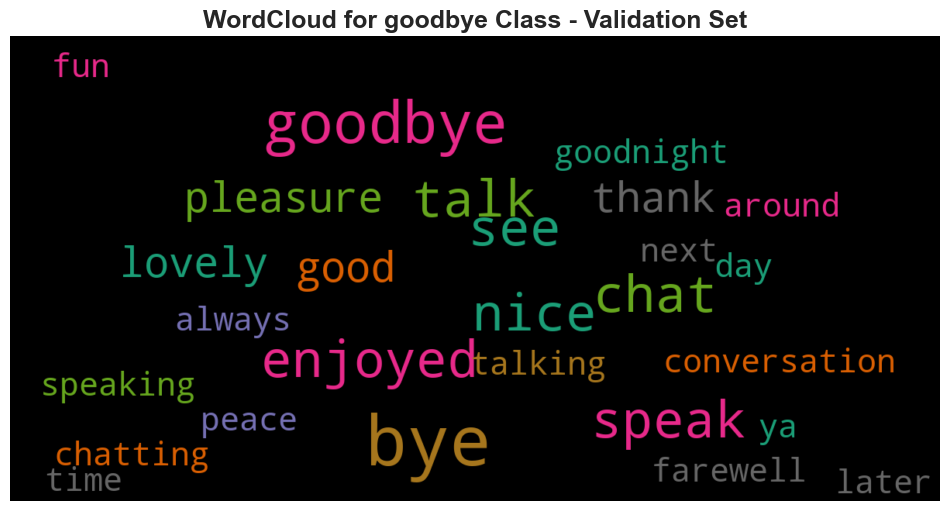 WordCloud for goodbye Class - Validation Set
fun
goodbye
goodnight
pleasure talk thank around
see
next
lovely good day
chat
always nice
enjoyed talking conversation
speaking
peace bye speak ya
chatting farewell
time later